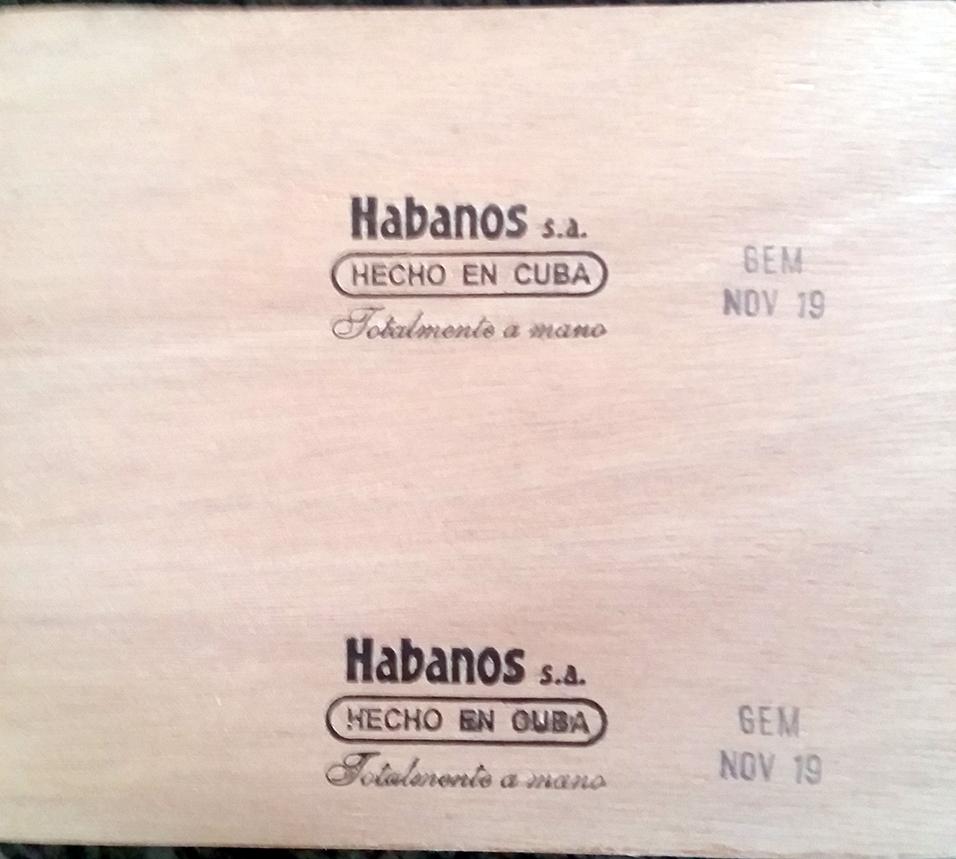 Habanos s.a.
HECHO EN CUBA
Totalmente a mano
GEM
NOV 19
Habanos s.a.
HECHO EN CUBA
Totalmente a mano
GEM
NOV 19